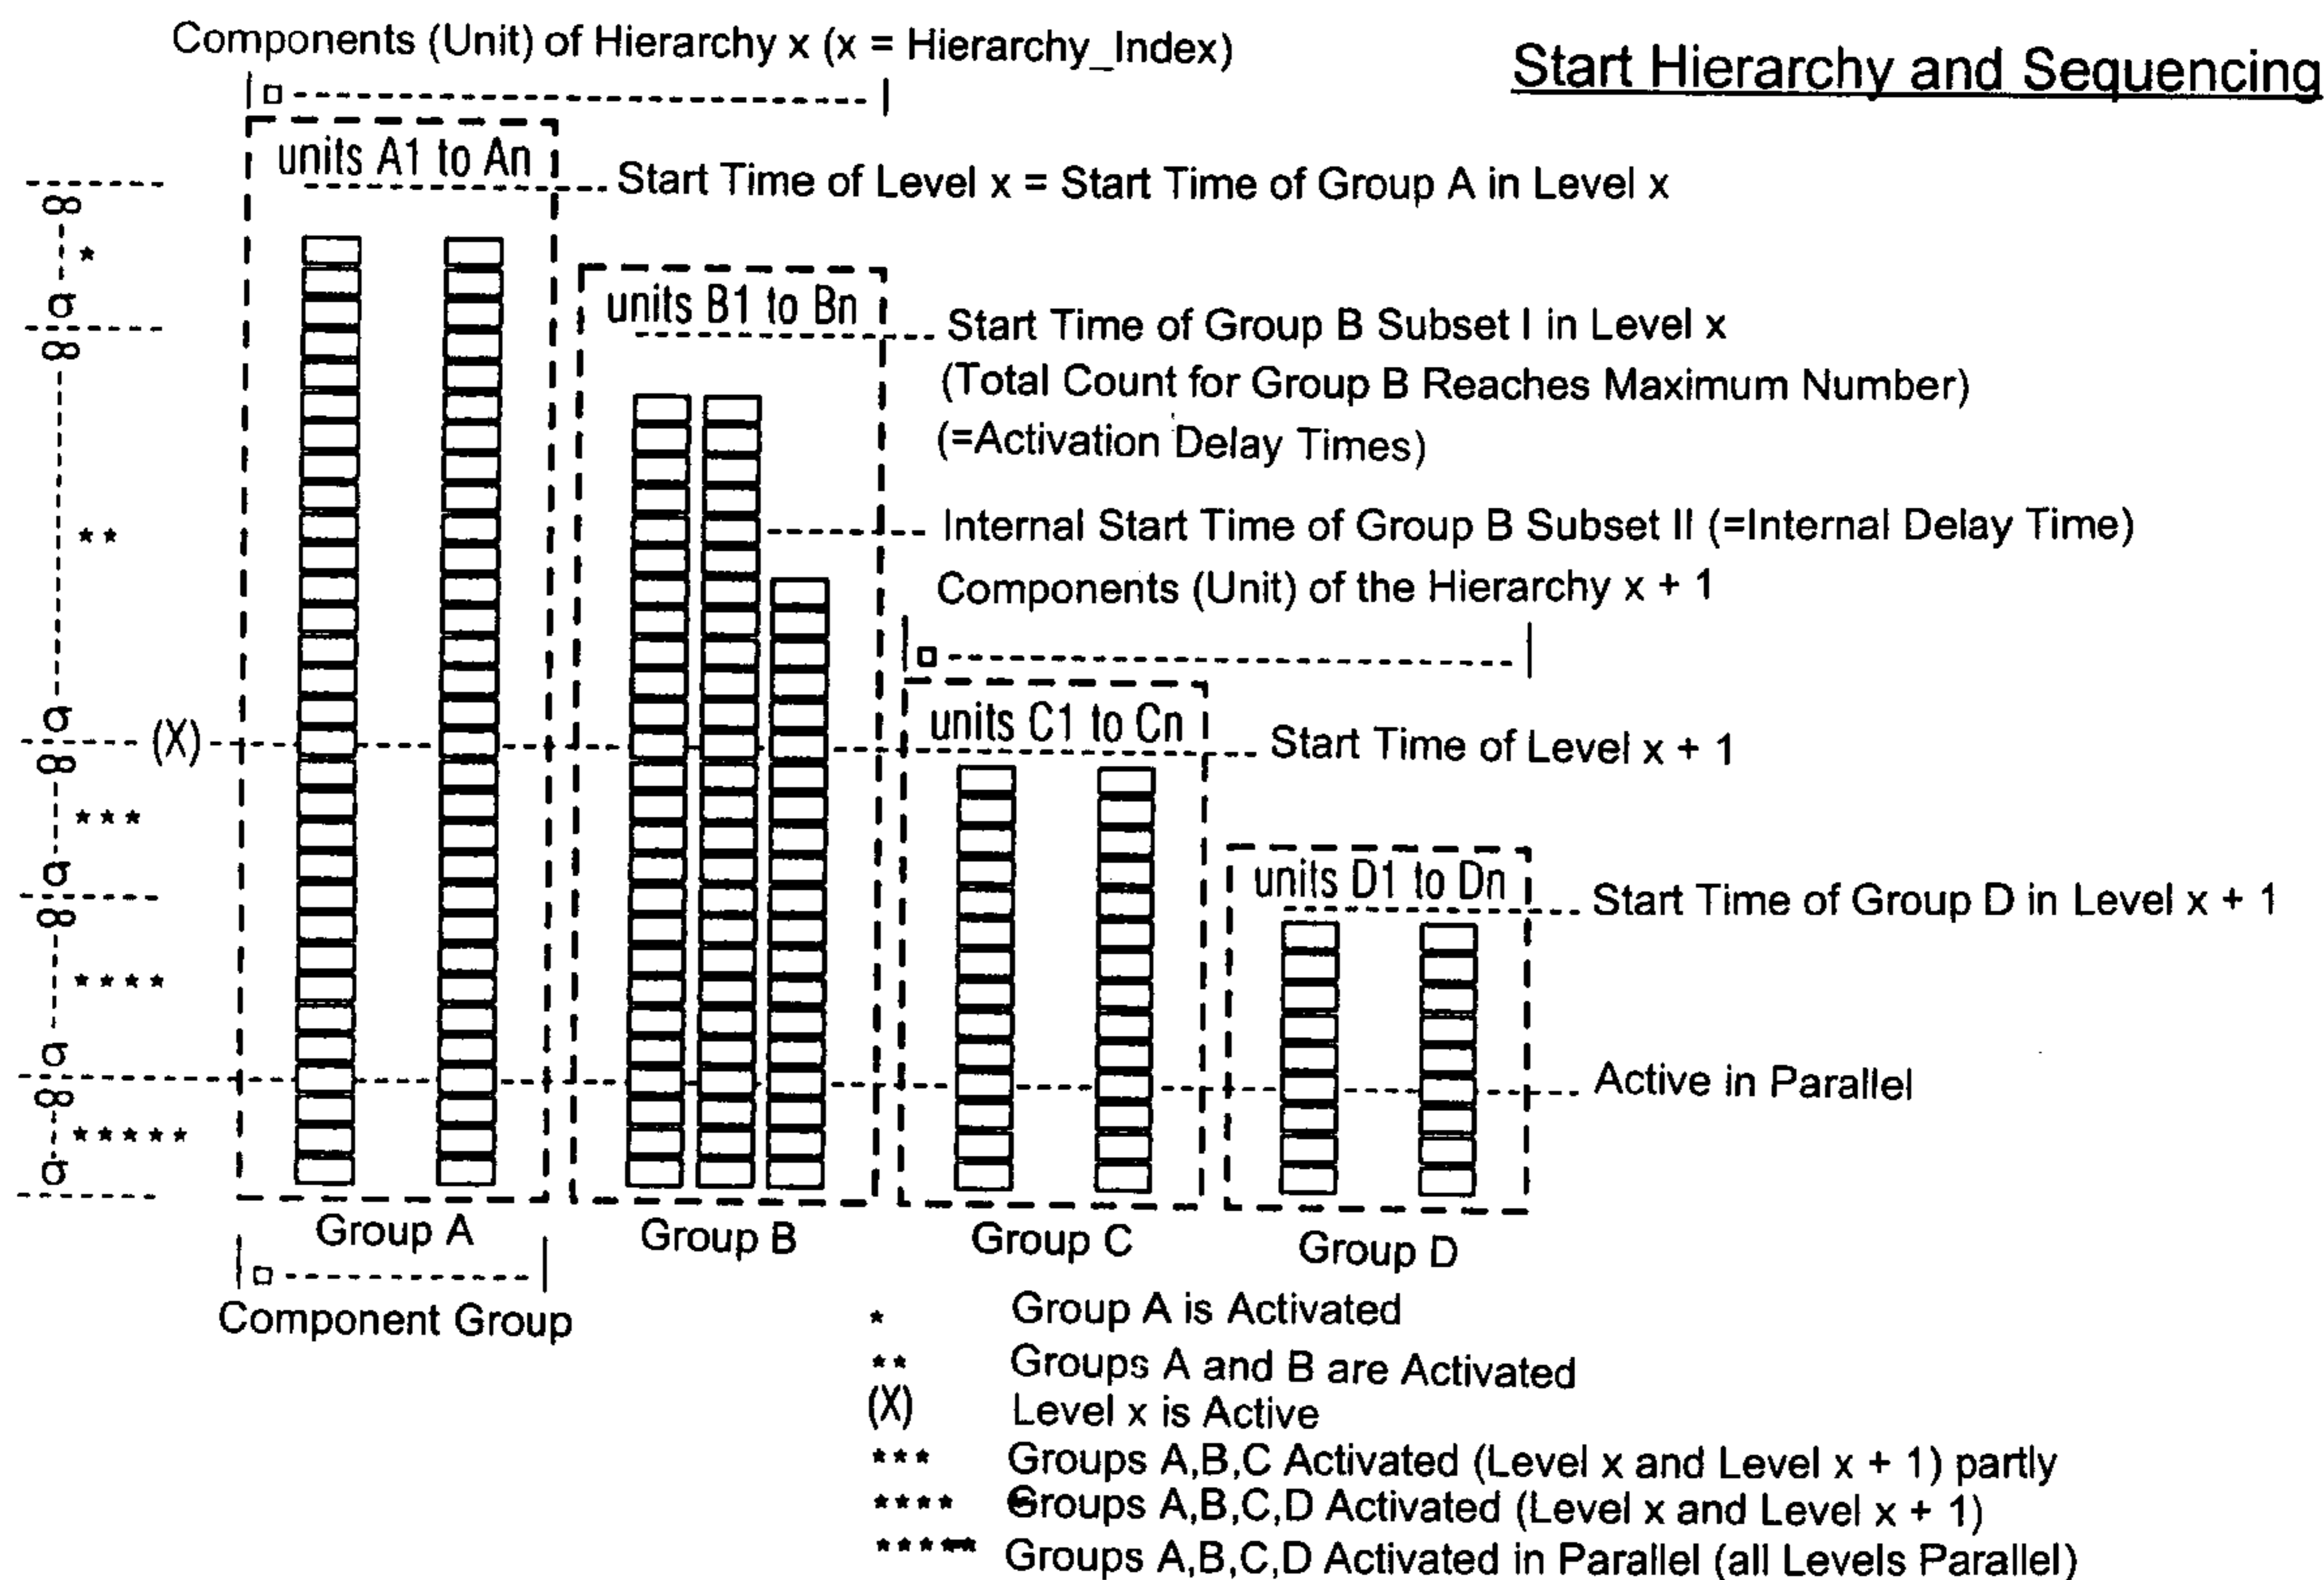 Components (Unit) of Hierarchy x (x = Hierarchy_Index)
Start Hierarchy and Sequencing
units A1 to An
Start Time of Level x = Start Time of Group A in Level x
*
units B1 to Bn
Start Time of Group B Subset I in Level x
(Total Count for Group B Reaches Maximum Number)
(=Activation Delay Times)
**
Internal Start Time of Group B Subset II (=Internal Delay Time)
Components (Unit) of the Hierarchy x + 1
units C1 to Cn
(X)
Start Time of Level x + 1
***
units D1 to Dn
Start Time of Group D in Level x + 1
****
Active in Parallel
*****
Group A
Group B
Group C
Group D
Component Group
* Group A is Activated
** Groups A and B are Activated
(X) Level x is Active
*** Groups A,B,C Activated (Level x and Level x + 1) partly
**** Groups A,B,C,D Activated (Level x and Level x + 1)
***** Groups A,B,C,D Activated in Parallel (all Levels Parallel)